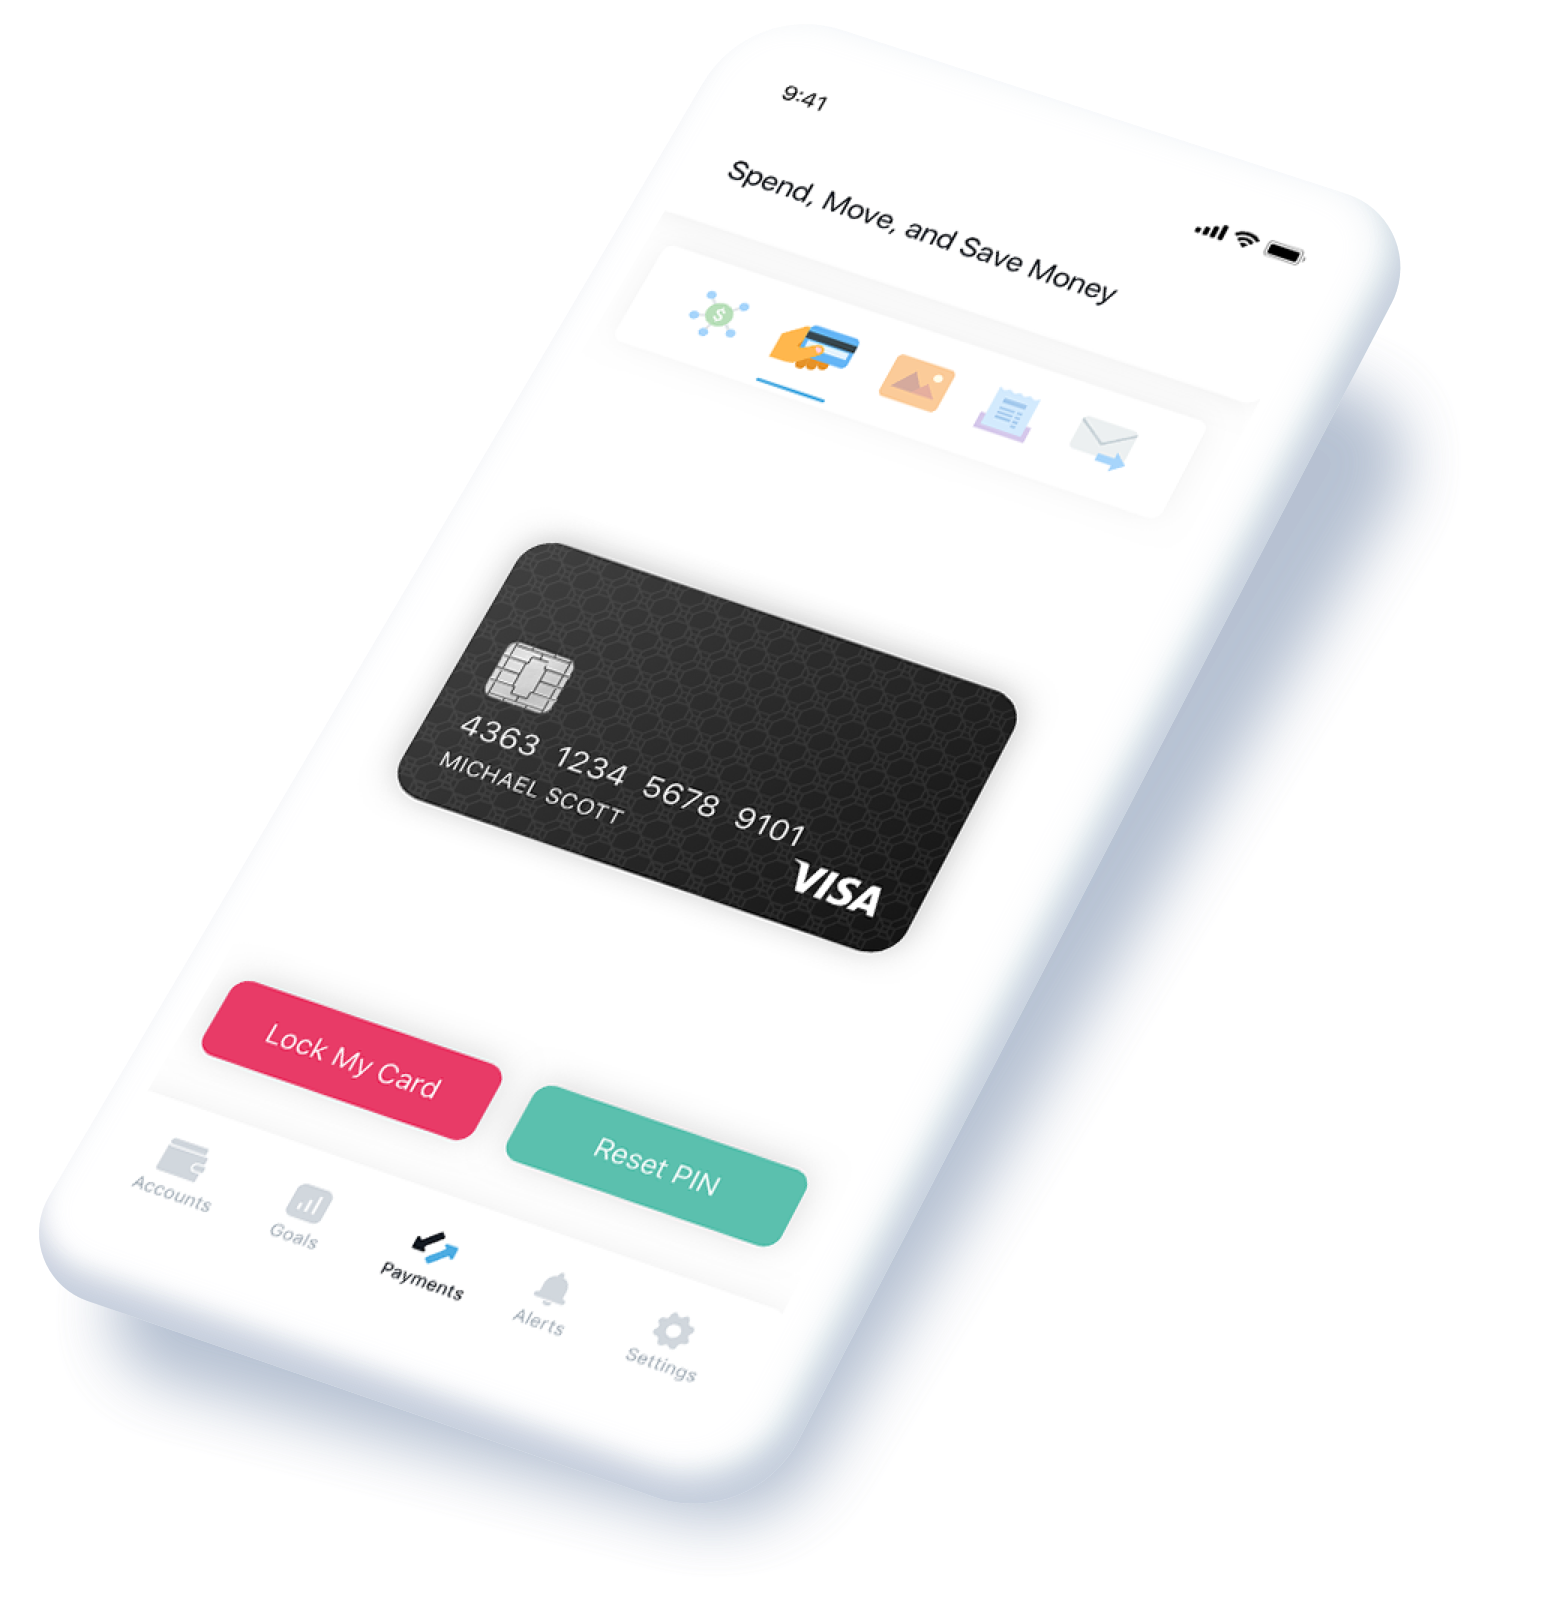 9:41
Spend, Move, and Save Money
$
4363 1234 5678 9101
MICHAEL SCOTT
VISA
Lock My Card
Reset PIN
Accounts
Goals
Payments
Alerts
Settings